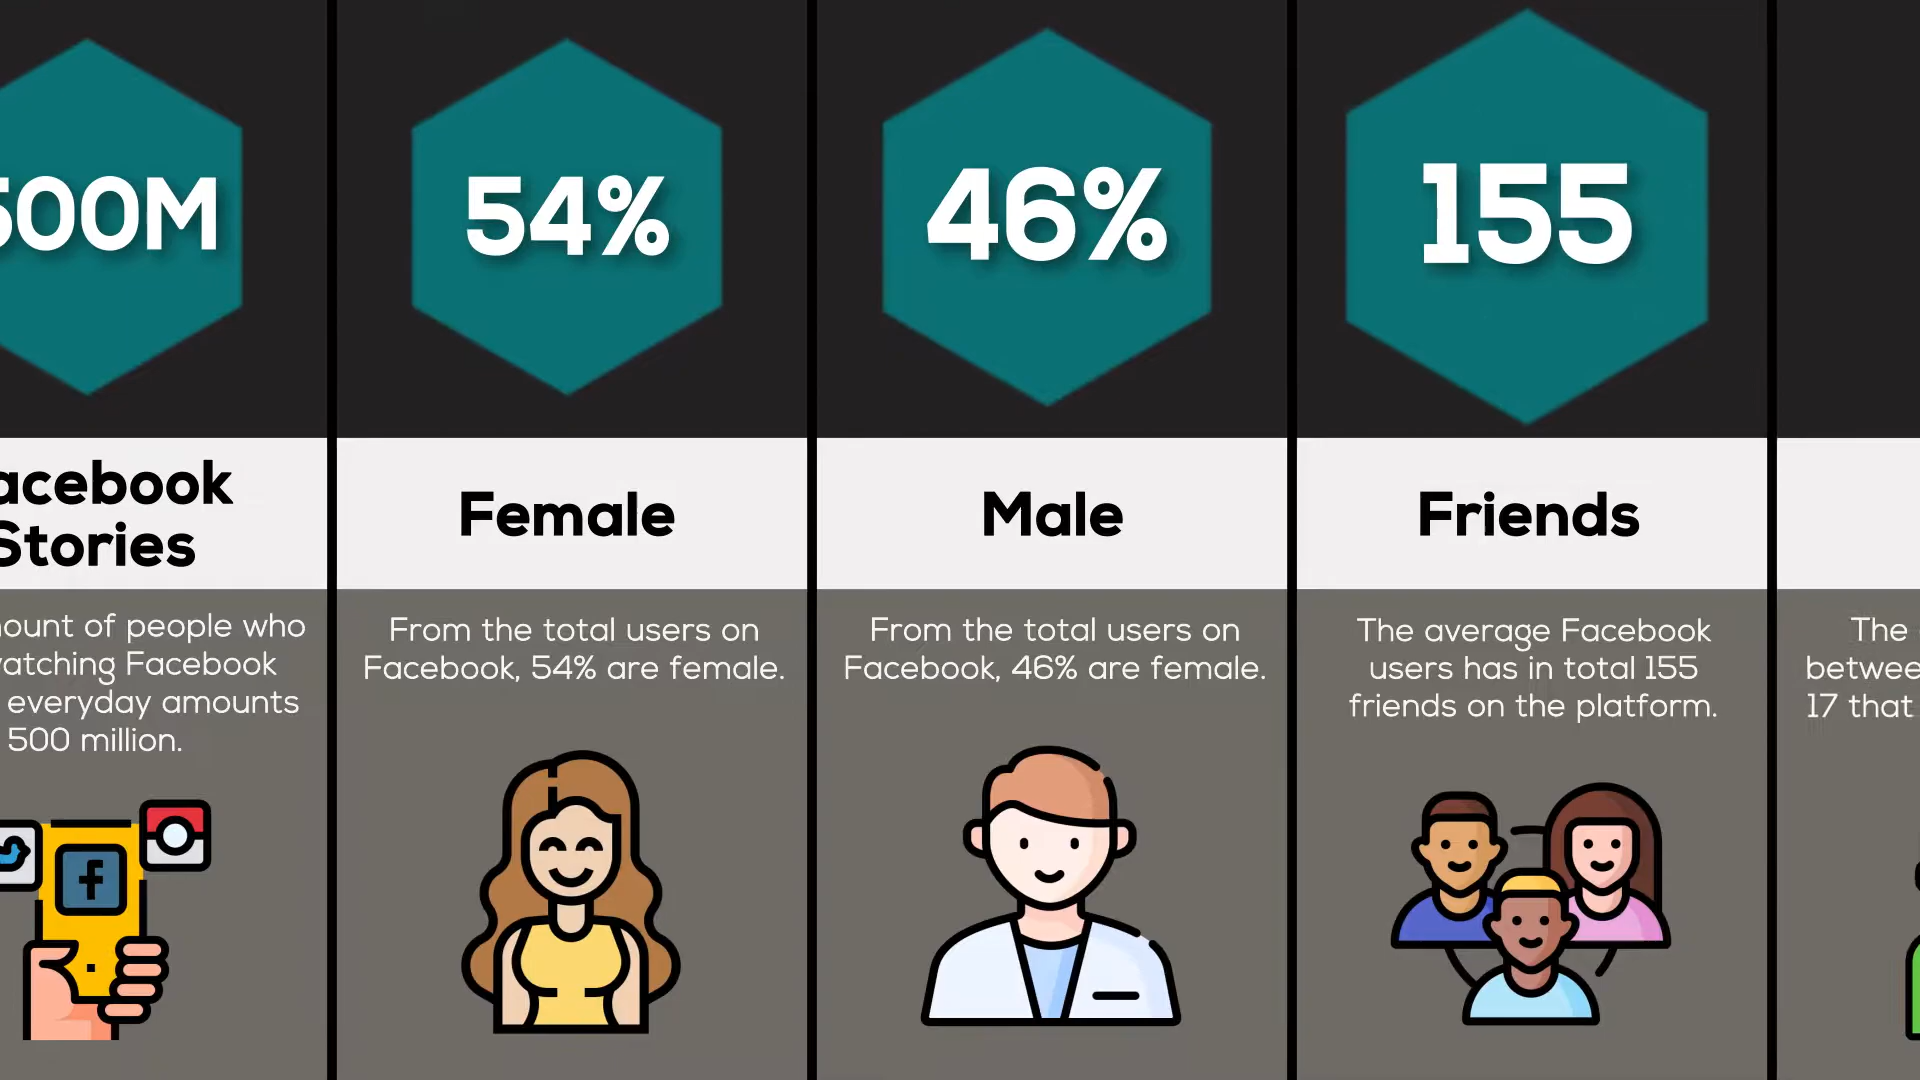 500M
acebook
Stories
ount of people who
watching Facebook
everyday amounts
500 million.
54%
Female
From the total users on
Facebook, 54% are female.
46%
Male
From the total users on
Facebook, 46% are female.
155
Friends
The average Facebook
users has in total 155
friends on the platform.
The
betwee
17 that